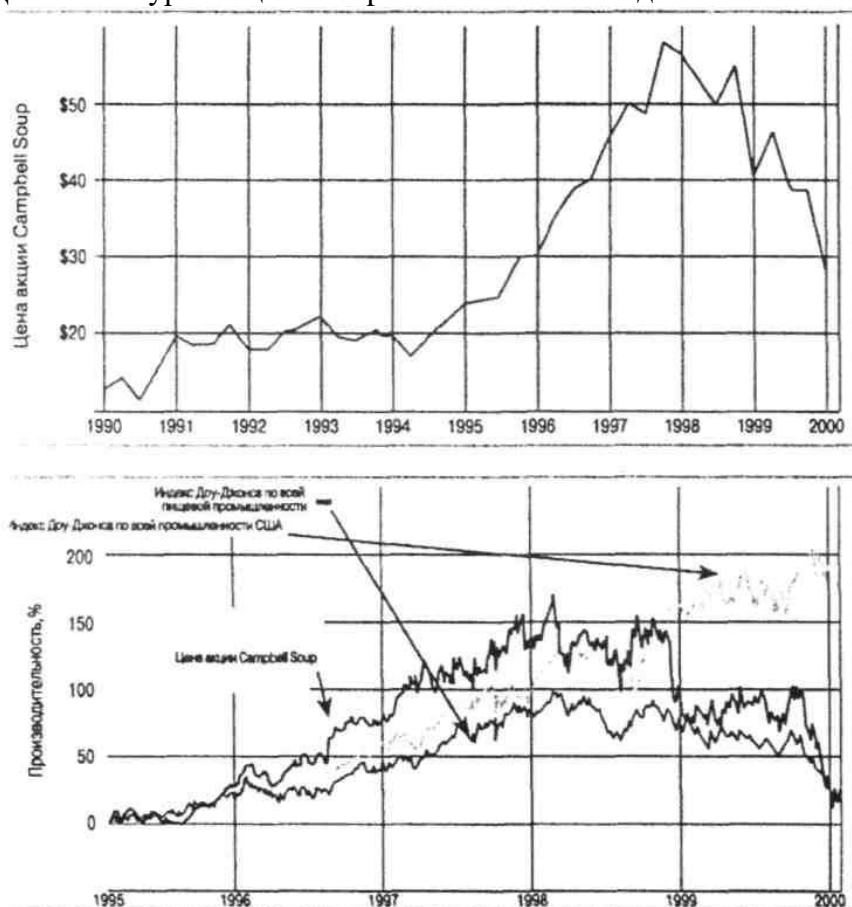 Цена акции Campbell Soup
$50
$40
$30
$20
1990 1991 1992 1993 1994 1995 1996 1997 1998 1999 2000
Индекс Доу-Джонса по всей
пищевой промышленности
Индекс Доу-Джонса по всей промышленности США
Производительность, %
200
150
Цена акции Campbell Soup
100
50
0
1995 1996 1997 1998 1999 2000